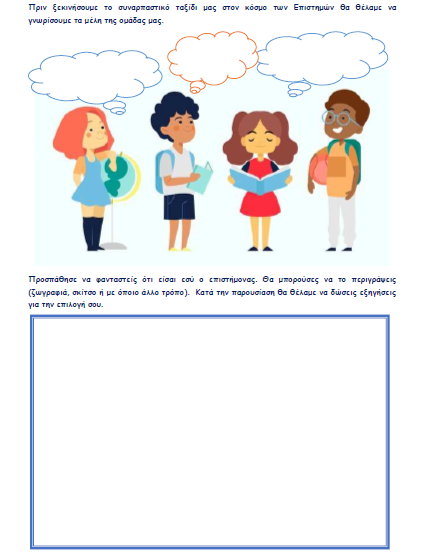 Πριν ξεκινήσουμε το συναρπαστικό ταξίδι μας στον κόσμο των Επιστημών θα θέλαμε να
γνωρίσουμε τα μέλη της ομάδας μας.
Προσπάθησε να φανταστείς ότι είσαι εσύ ο επιστήμονας. Θα μπορούσες να το περιγράψεις
(ζωγραφιά, σκίτσο ή με όποιο άλλο τρόπο). Κατά την παρουσίαση θα θέλαμε να δώσεις εξηγήσεις
για την επιλογή σου.